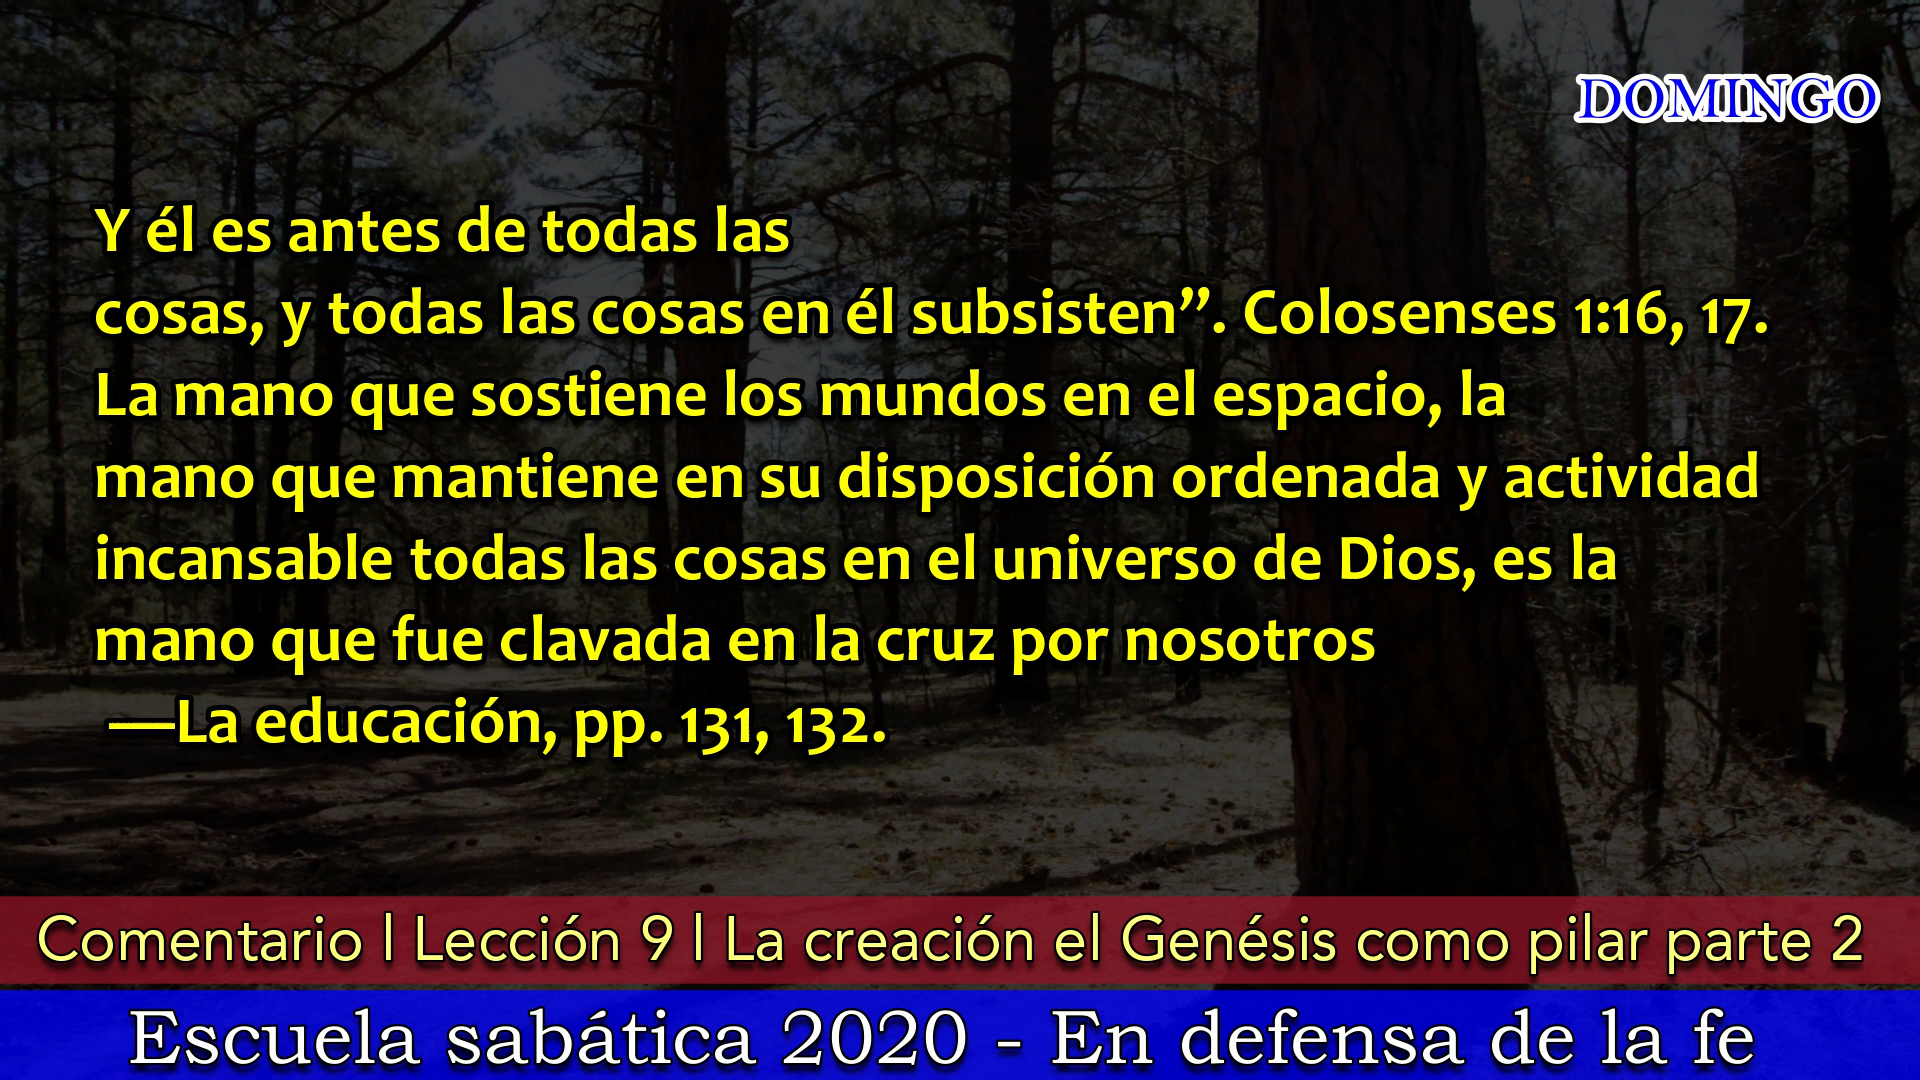 DOMINGO
Y él es antes de todas las
cosas, y todas las cosas en él subsisten”. Colosenses 1:16, 17.
La mano que sostiene los mundos en el espacio, la
mano que mantiene en su disposición ordenada y actividad
incansable todas las cosas en el universo de Dios, es la
mano que fue clavada en la cruz por nosotros
—La educación, pp. 131, 132.
Comentario | Lección 9 | La creación el Genésis como pilar parte 2
Escuela sabática 2020 - En defensa de la fe